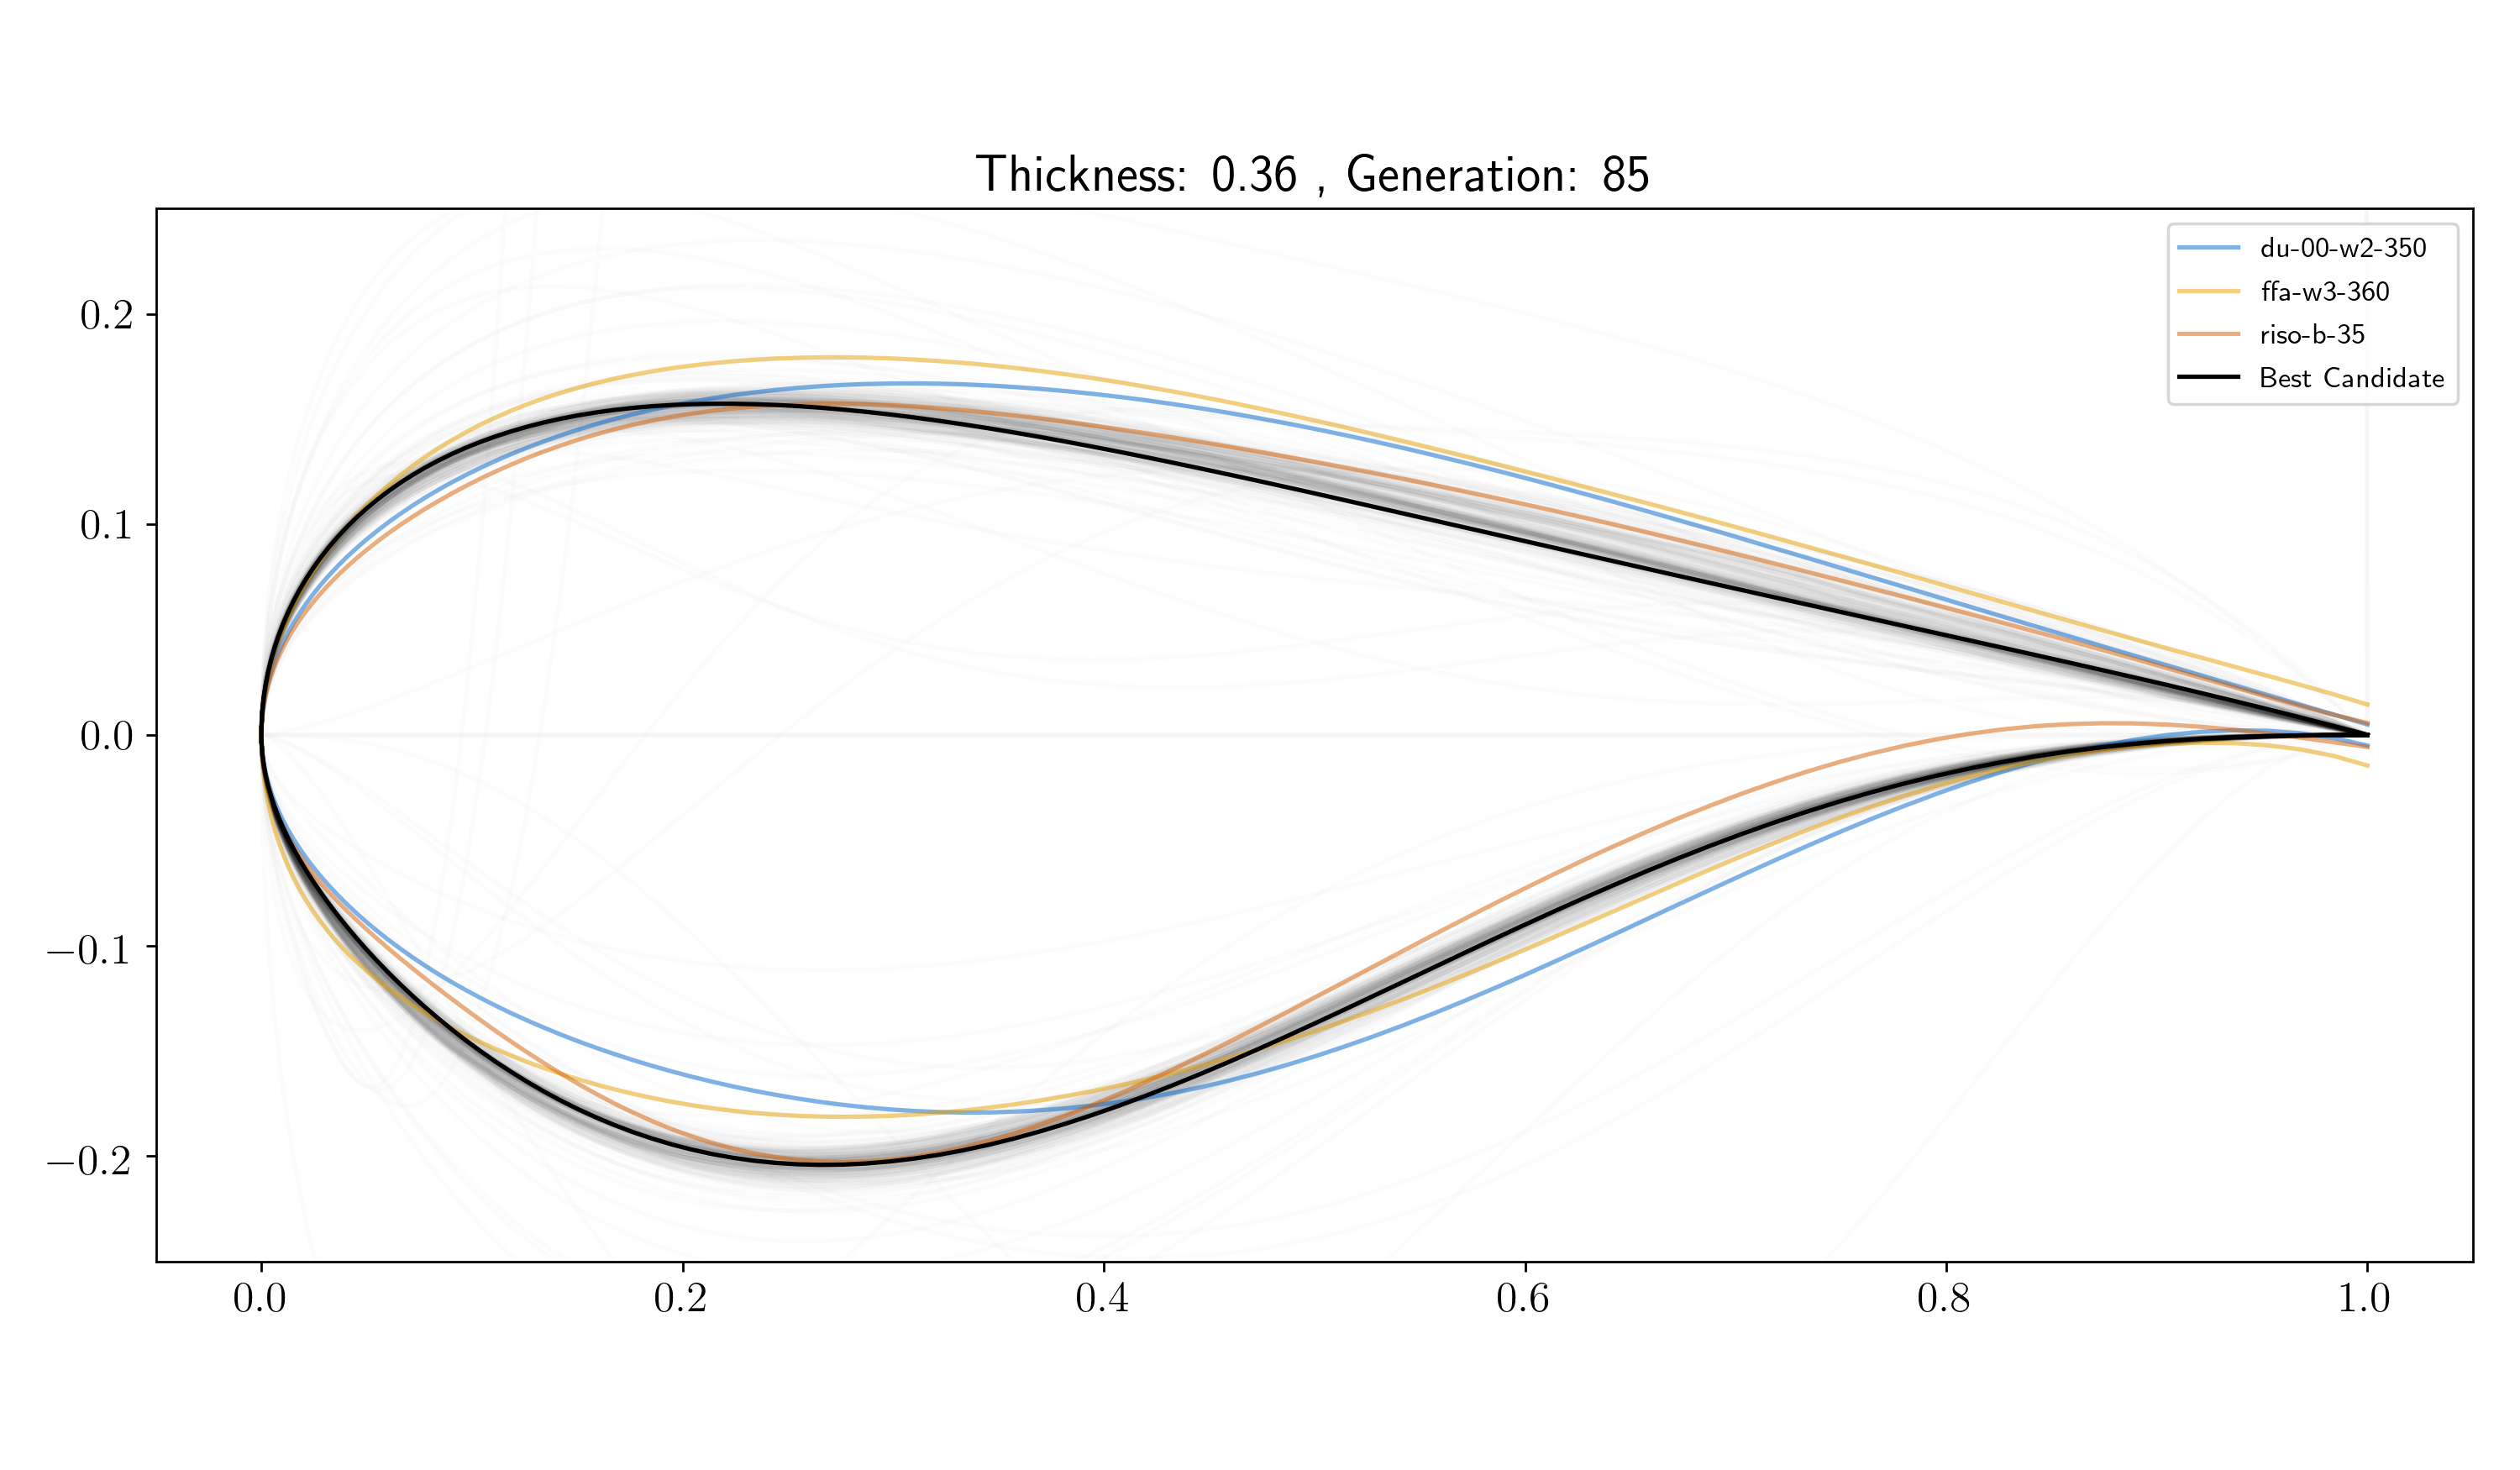 Thickness: 0.36 , Generation: 85
du-00-w2-350
ffa-w3-360
riso-b-35
Best Candidate
0.2
0.1
0.0
−0.1
−0.2
0.0 0.2 0.4 0.6 0.8 1.0